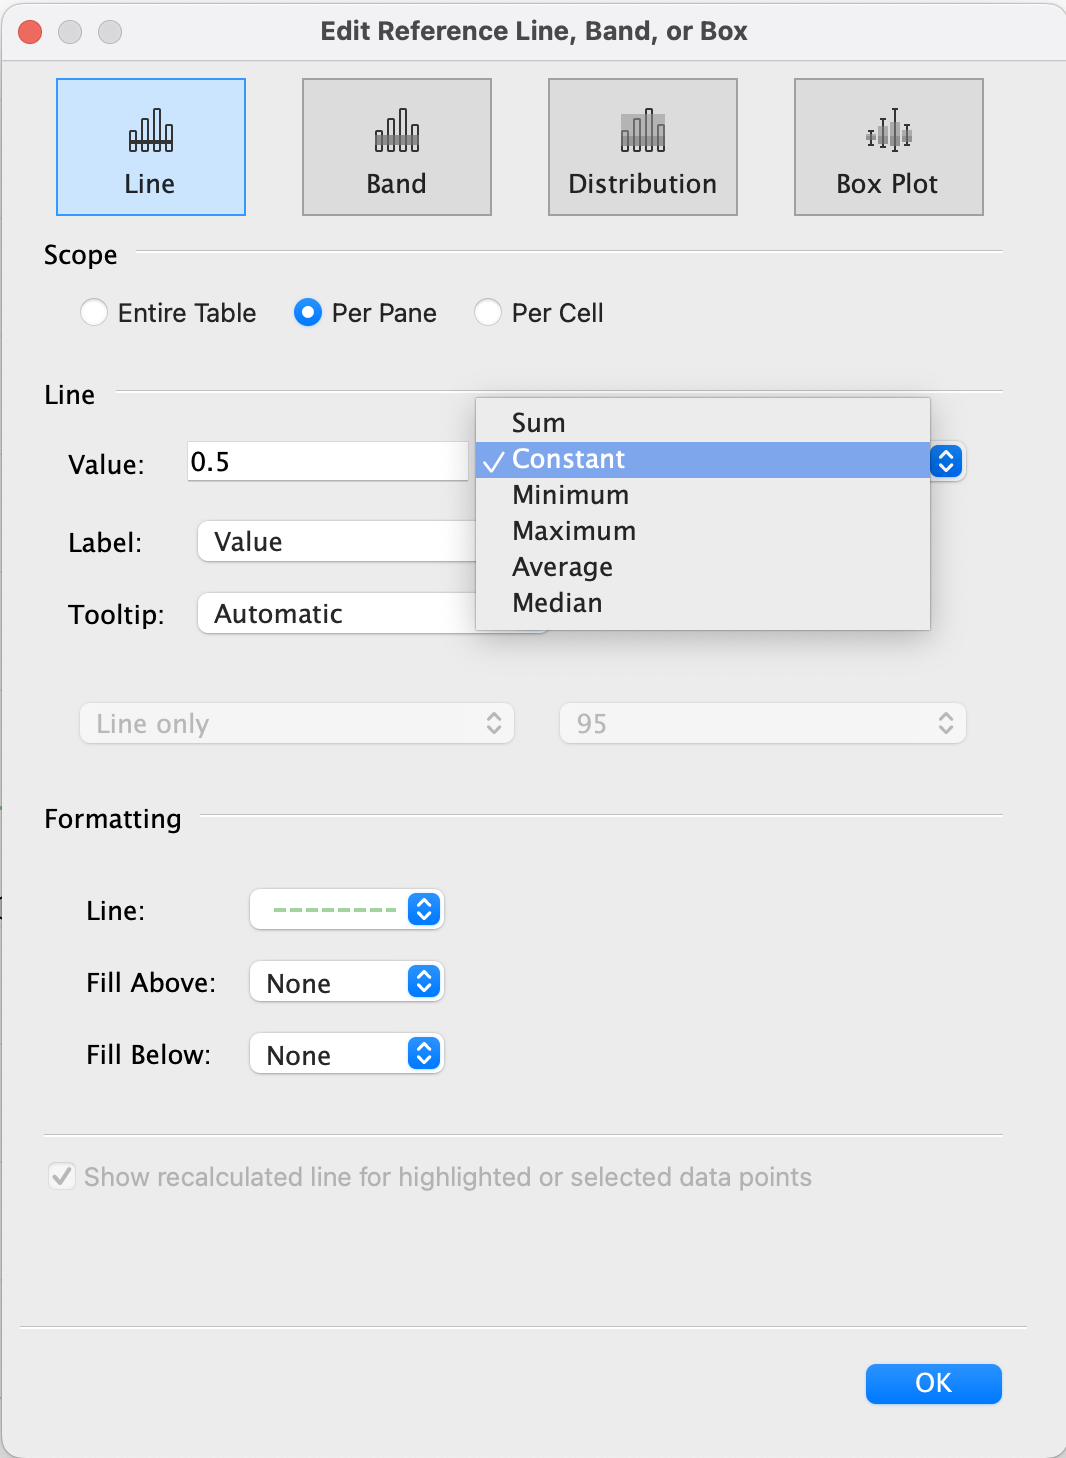 Edit Reference Line, Band, or Box
Line
Band
Distribution
Box Plot
Scope
Entire Table
Per Pane
Per Cell
Line
Value:
0.5
Sum
Constant
Minimum
Maximum
Average
Median
Label:
Value
Tooltip:
Automatic
Line only
95
Formatting
Line:
Fill Above:
None
Fill Below:
None
Show recalculated line for highlighted or selected data points
OK